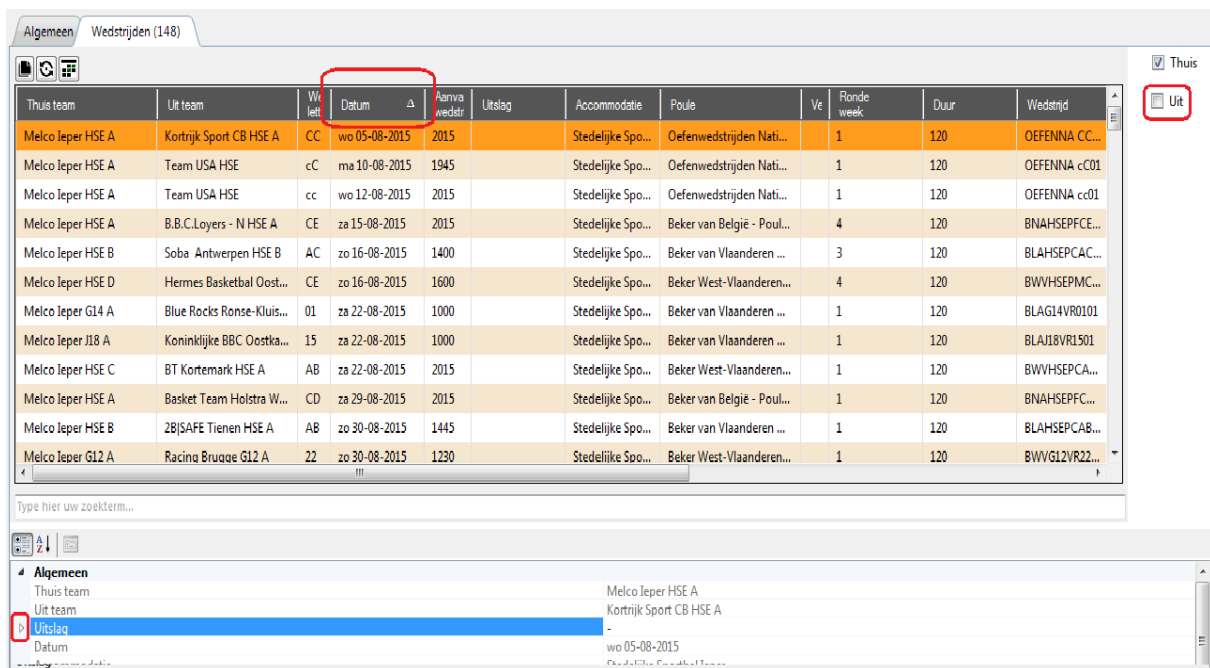 Algemeen Wedstrijden (148)
Thuis
Uit
Thuis team Uit team We lett Datum Aanva wedstr Uitslag Accommodatie Poule Ve Ronde week Duur Wedstrijd
Melco Ieper HSE A Kortrijk Sport CB HSE A CC wo 05-08-2015 2015 Stedelijke Spo... Oefenwedstrijden Nati... 1 120 OEFENNA CC...
Melco Ieper HSE A Team USA HSE cC ma 10-08-2015 1945 Stedelijke Spo... Oefenwedstrijden Nati... 1 120 OEFENNA cC01
Melco Ieper HSE A Team USA HSE cc wo 12-08-2015 2015 Stedelijke Spo... Oefenwedstrijden Nati... 1 120 OEFENNA cc01
Melco Ieper HSE A B.B.C.Loyers - N HSE A CE za 15-08-2015 2015 Stedelijke Spo... Beker van België - Poul... 4 120 BNAHSEPFCE...
Melco Ieper HSE B Soba Antwerpen HSE B AC zo 16-08-2015 1400 Stedelijke Spo... Beker van Vlaanderen ... 3 120 BLAHSEPCAC...
Melco Ieper HSE D Hermes Basketbal Oost... CE zo 16-08-2015 1600 Stedelijke Spo... Beker West-Vlaanderen... 4 120 BWVHSEPMC...
Melco Ieper G14 A Blue Rocks Ronse-Kluis... 01 za 22-08-2015 1000 Stedelijke Spo... Beker van Vlaanderen ... 1 120 BLAG14VR0101
Melco Ieper J18 A Koninklijke BBC Oostka... 15 za 22-08-2015 1000 Stedelijke Spo... Beker van Vlaanderen ... 1 120 BLAJ18VR1501
Melco Ieper HSE C BT Kortemark HSE A AB za 22-08-2015 2015 Stedelijke Spo... Beker West-Vlaanderen... 1 120 BWVHSEPCA...
Melco Ieper HSE A Basket Team Holstra W... CD za 29-08-2015 2015 Stedelijke Spo... Beker van België - Poul... 1 120 BNAHSEPFC...
Melco Ieper HSE B 2B|SAFE Tienen HSE A AB zo 30-08-2015 1445 Stedelijke Spo... Beker van Vlaanderen ... 1 120 BLAHSEPCAB...
Melco Ieper G12 A Racing Brugge G12 A 22 zo 30-08-2015 1230 Stedelijke Spo... Beker West-Vlaanderen... 1 120 BWVG12VR22...
Type hier uw zoekterm...
Algemeen
Thuis team Melco Ieper HSE A
Uit team Kortrijk Sport CB HSE A
Uitslag -
Datum wo 05-08-2015